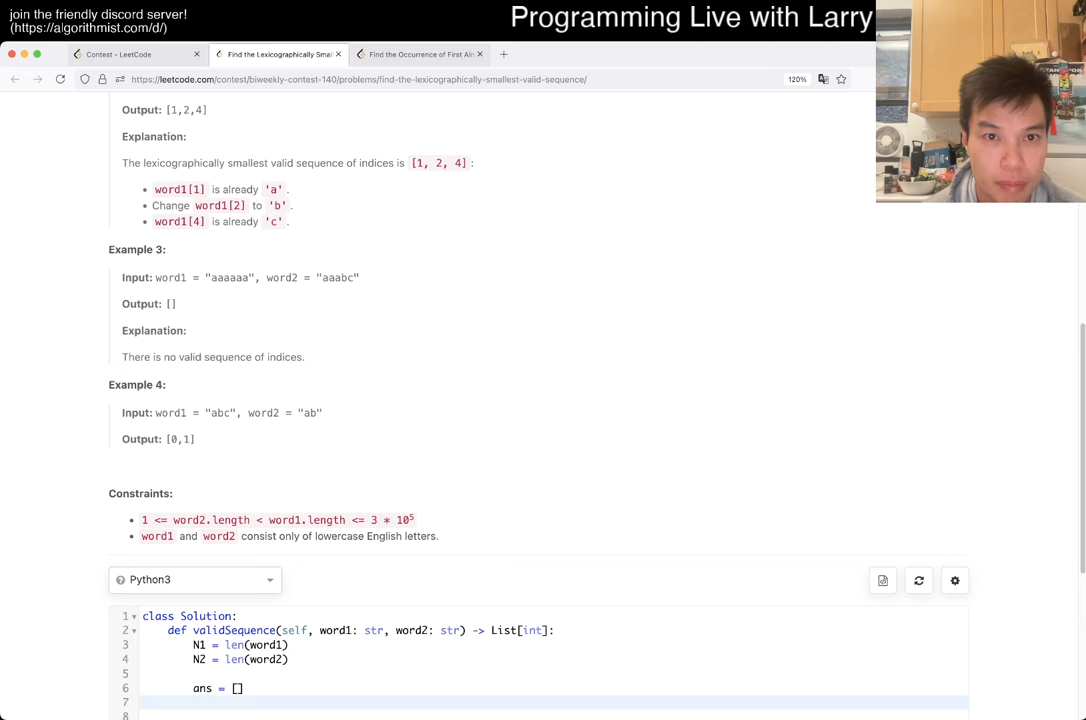 join the friendly discord server!
(https://algorithmist.com/d/)
Programming Live with Larry
Contest - LeetCode
Find the Lexicographically Smal
Find the Occurrence of First Aln
https://leetcode.com/contest/biweekly-contest-140/problems/find-the-lexicographically-smallest-valid-sequence/
120%
Output: [1,2,4]
Explanation:
The lexicographically smallest valid sequence of indices is [1, 2, 4]:
• word1[1] is already 'a'.
• Change word1[2] to 'b'.
• word1[4] is already 'c'.
Example 3:
Input: word1 = "aaaaaa", word2 = "aaabc"
Output: []
Explanation:
There is no valid sequence of indices.
Example 4:
Input: word1 = "abc", word2 = "ab"
Output: [0,1]
Constraints:
• 1 <= word2.length < word1.length <= 3 * 10⁵
• word1 and word2 consist only of lowercase English letters.
Python3
1 class Solution:
2 def validSequence(self, word1: str, word2: str) -> List[int]:
3 N1 = len(word1)
4 N2 = len(word2)
5
6 ans = []
7
8